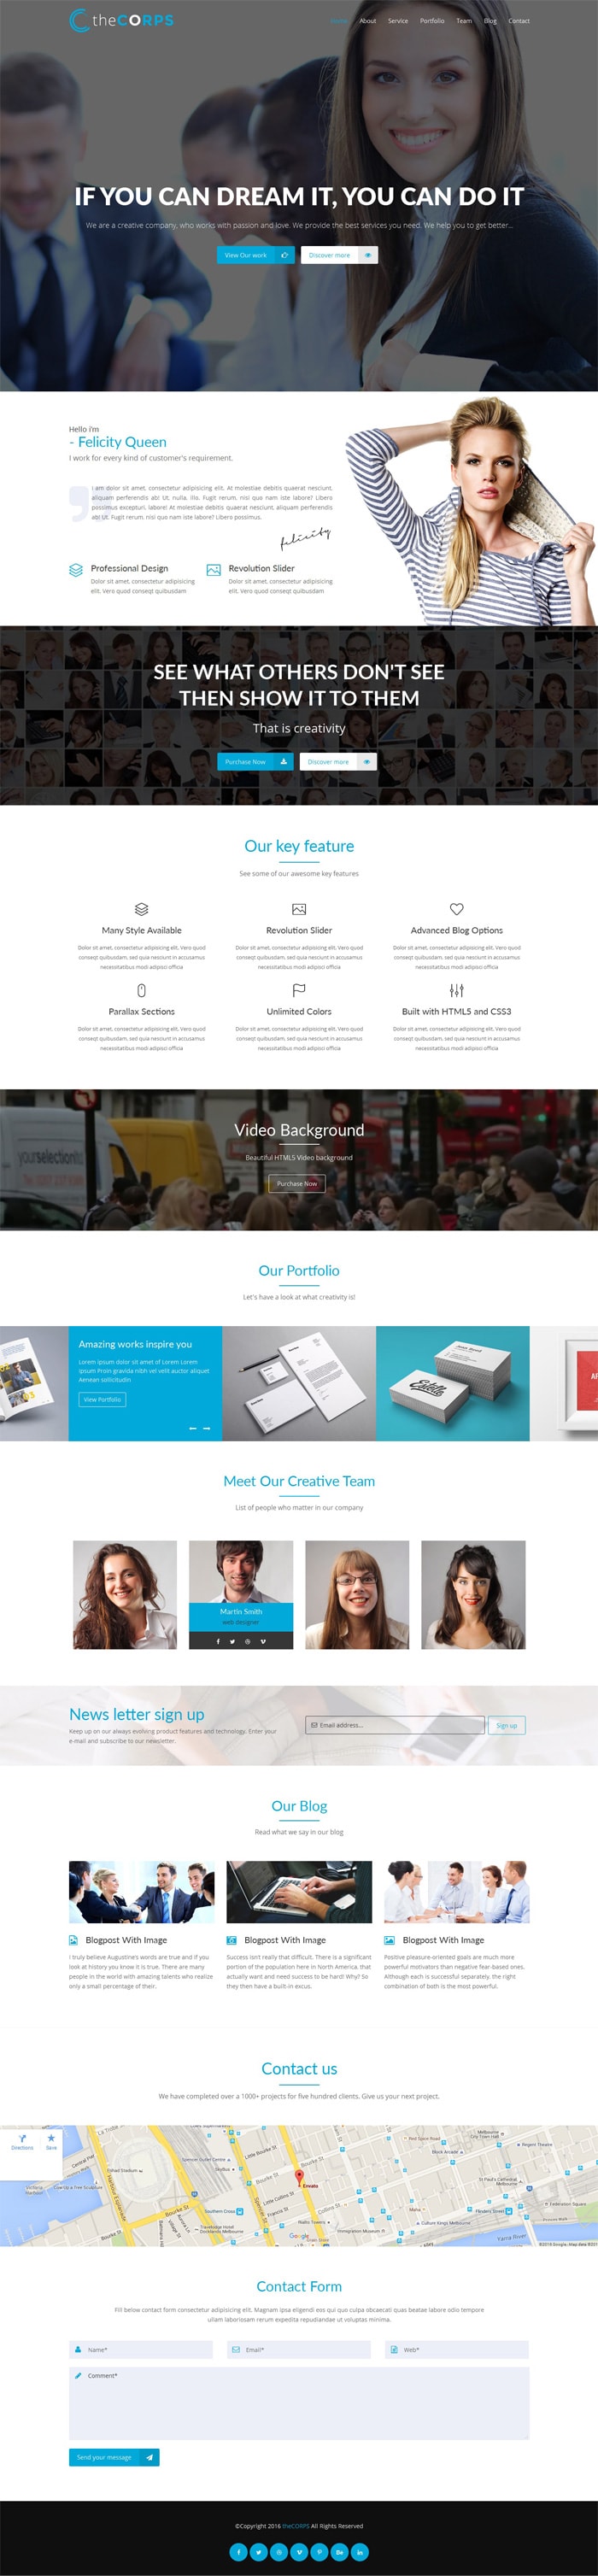 theCORPS
Home About Service Portfolio Team Blog Contact
IF YOU CAN DREAM IT, YOU CAN DO IT
We are a creative company, who works with passion and love. We provide the best services you need. We help you to get better...
View Our work
Discover more
Hello i'm
- Felicity Queen
I work for every kind of customer's requirement.
I am dolor sit amet, consectetur adipisicing elit. At molestiae debitis quaerat nesciunt,
aliquam perferendis ab! Ut, nulla, illo. Fugit rerum, nisi quo nam iste labore? Libero
possimus excepturi, labore! At molestiae debitis quaerat nesciunt, aliquam perferendis
ab! Ut. Fugit rerum, nisi quo nam iste labore? Libero possimus.
felicity
Professional Design
Dolor sit amet, consectetur adipisicing
elit. Vero quod conseqt quibusdam
Revolution Slider
Dolor sit amet, consectetur adipisicing
elit. Vero quod conseqt quibusdam
SEE WHAT OTHERS DON'T SEE
THEN SHOW IT TO THEM
That is creativity
Purchase Now
Discover more
Our key feature
See some of our awesome key features
Many Style Available
Dolor sit amet, consectetur adipisicing elit. Vero quod
conseqt quibusdam, sed quia nesciunt in accusamus
necessitatibus modi adipisci officia
Revolution Slider
Dolor sit amet, consectetur adipisicing elit. Vero quod
conseqt quibusdam, sed quia nesciunt in accusamus
necessitatibus modi adipisci officia
Advanced Blog Options
Dolor sit amet, consectetur adipisicing elit. Vero quod
conseqt quibusdam, sed quia nesciunt in accusamus
necessitatibus modi adipisci officia
Parallax Sections
Dolor sit amet, consectetur adipisicing elit. Vero quod
conseqt quibusdam, sed quia nesciunt in accusamus
necessitatibus modi adipisci officia
Unlimited Colors
Dolor sit amet, consectetur adipisicing elit. Vero quod
conseqt quibusdam, sed quia nesciunt in accusamus
necessitatibus modi adipisci officia
Built with HTML5 and CSS3
Dolor sit amet, consectetur adipisicing elit. Vero quod
conseqt quibusdam, sed quia nesciunt in accusamus
necessitatibus modi adipisci officia
yourselection
Video Background
Beautiful HTML5 Video background
Purchase Now
Our Portfolio
Let's have a look at what creativity is!
Amazing works inspire you
Lorem ipsum dolor sit amet of Lorem Lorem
ipsum Proin gravida nibh vel velit auctor aliquet
Aenean sollicitudin
View Portfolio
Estella
Meet Our Creative Team
List of people who matter in our company
Martin Smith
web designer
News letter sign up
Keep up on our always evolving product features and technology. Enter your
e-mail and subscribe to our newsletter.
Email address...
Sign up
Our Blog
Read what we say in our blog
Blogpost With Image
I truly believe Augustine's words are true and if you
look at history you know it is true. There are many
people in the world with amazing talents who realize
only a small percentage of their.
Blogpost With Image
Success isn't really that difficult. There is a significant
portion of the population here in North America, that
actually want and need success to be hard! Why? So
they then have a built-in excus.
Blogpost With Image
Positive pleasure-oriented goals are much more
powerful motivators than negative fear-based ones.
Although each is successful separately, the right
combination of both is the most powerful.
Contact us
We have completed over a 1000+ projects for five hundred clients. Give us your next project.
Directions Save
Envato
Google
Contact Form
Fill below contact form consectetur adipisicing elit. Magnam ipsa eligendi eos qui quo culpa obcaecati quas beatae labore odio tempore
ullam laboriosam rerum expedita repudiandae ut voluptas minima.
Name*
Email*
Web*
Comment*
Send your message
©Copyright 2016 theCORPS All Rights Reserved